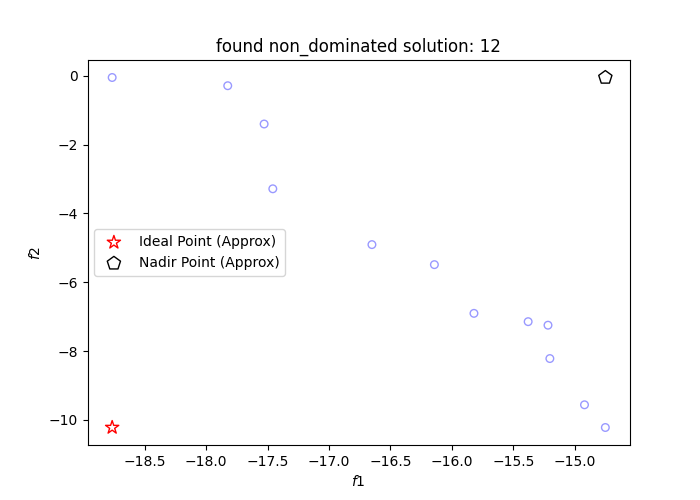 found non_dominated solution: 12
0
−2
−4
−6
−8
−10
f2
Ideal Point (Approx)
Nadir Point (Approx)
−18.5 −18.0 −17.5 −17.0 −16.5 −16.0 −15.5 −15.0
f1